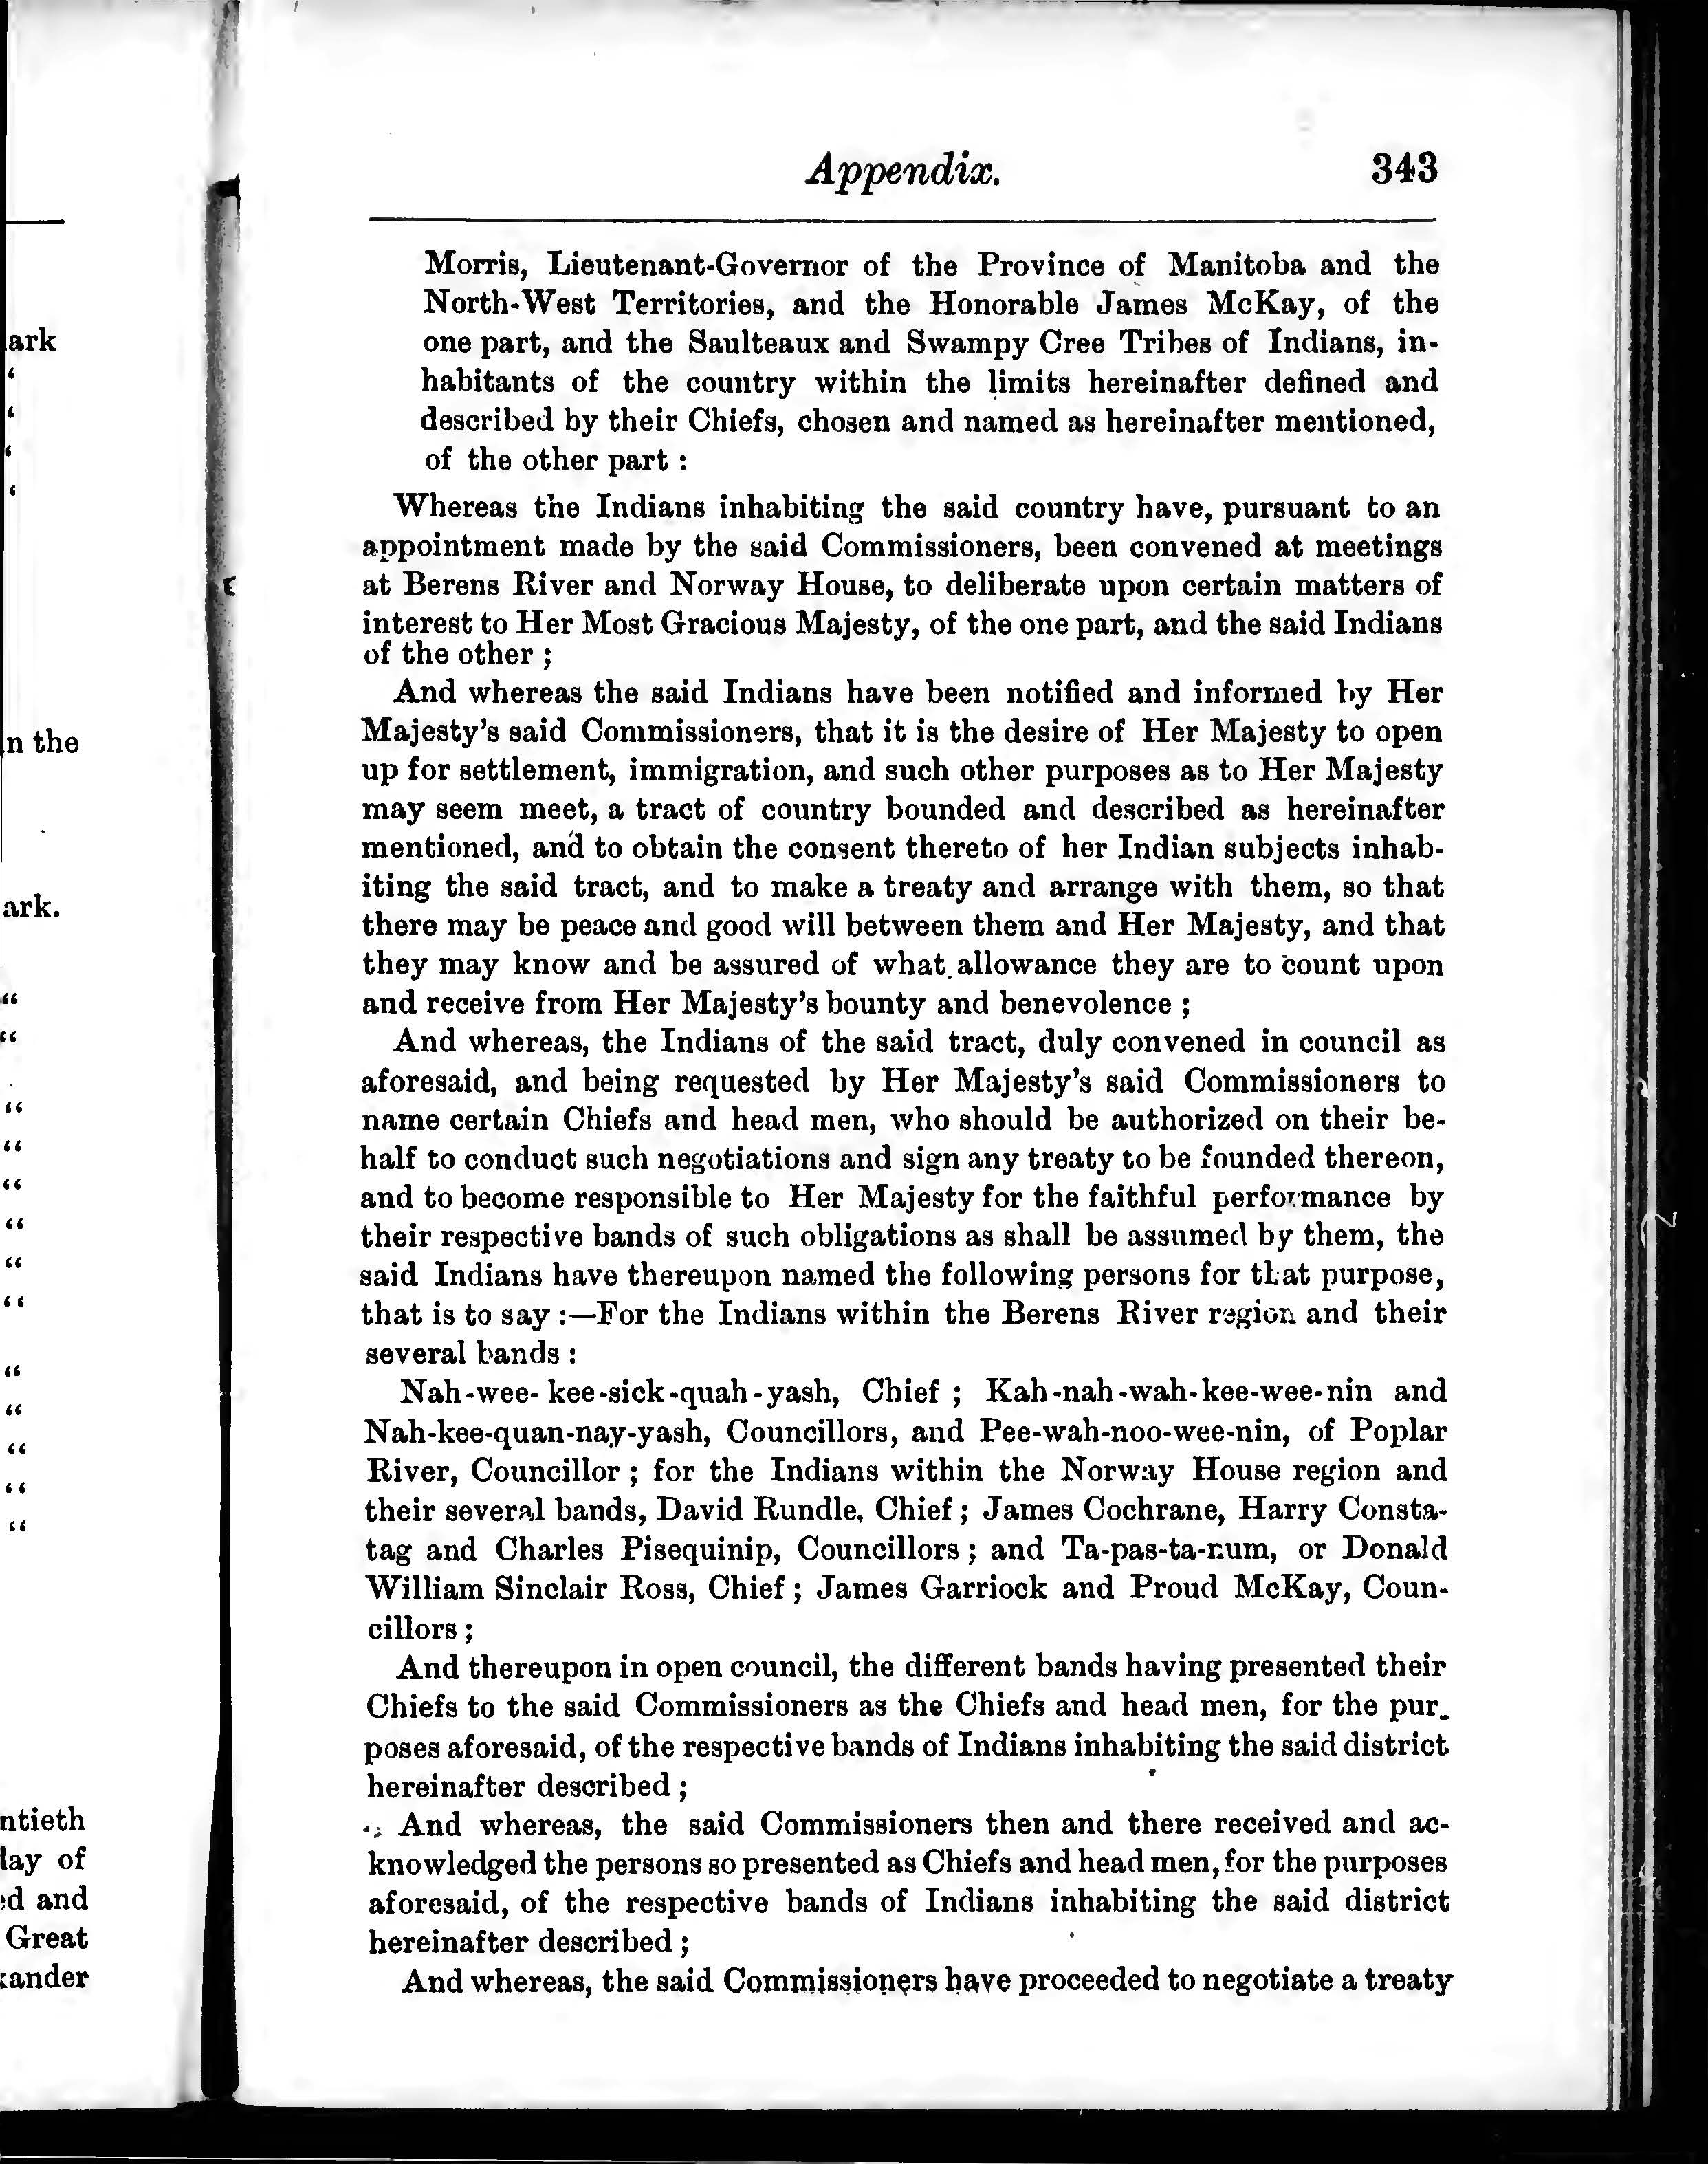 Appendix. 343
Morris, Lieutenant-Governor of the Province of Manitoba and the
North-West Territories, and the Honorable James McKay, of the
one part, and the Saulteaux and Swampy Cree Tribes of Indians, in-
habitants of the country within the limits hereinafter defined and
described by their Chiefs, chosen and named as hereinafter mentioned,
of the other part :
Whereas the Indians inhabiting the said country have, pursuant to an
appointment made by the said Commissioners, been convened at meetings
at Berens River and Norway House, to deliberate upon certain matters of
interest to Her Most Gracious Majesty, of the one part, and the said Indians
of the other ;
And whereas the said Indians have been notified and informed by Her
Majesty's said Commissioners, that it is the desire of Her Majesty to open
up for settlement, immigration, and such other purposes as to Her Majesty
may seem meet, a tract of country bounded and described as hereinafter
mentioned, and to obtain the consent thereto of her Indian subjects inhab-
iting the said tract, and to make a treaty and arrange with them, so that
there may be peace and good will between them and Her Majesty, and that
they may know and be assured of what allowance they are to count upon
and receive from Her Majesty's bounty and benevolence ;
And whereas, the Indians of the said tract, duly convened in council as
aforesaid, and being requested by Her Majesty's said Commissioners to
name certain Chiefs and head men, who should be authorized on their be-
half to conduct such negotiations and sign any treaty to be founded thereon,
and to become responsible to Her Majesty for the faithful performance by
their respective bands of such obligations as shall be assumed by them, the
said Indians have thereupon named the following persons for that purpose,
that is to say :—For the Indians within the Berens River region and their
several bands :
Nah-wee-kee-sick-quah-yash, Chief ; Kah-nah-wah-kee-wee-nin and
Nah-kee-quan-nay-yash, Councillors, and Pee-wah-noo-wee-nin, of Poplar
River, Councillor ; for the Indians within the Norway House region and
their several bands, David Rundle, Chief ; James Cochrane, Harry Consta-
tag and Charles Pisequinip, Councillors ; and Ta-pas-ta-num, or Donald
William Sinclair Ross, Chief ; James Garriock and Proud McKay, Coun-
cillors ;
And thereupon in open council, the different bands having presented their
Chiefs to the said Commissioners as the Chiefs and head men, for the pur-
poses aforesaid, of the respective bands of Indians inhabiting the said district
hereinafter described ;
And whereas, the said Commissioners then and there received and ac-
knowledged the persons so presented as Chiefs and head men, for the purposes
aforesaid, of the respective bands of Indians inhabiting the said district
hereinafter described ;
And whereas, the said Commissioners have proceeded to negotiate a treaty
ark
n the
ark.
ntieth
lay of
ed and
Great
xander